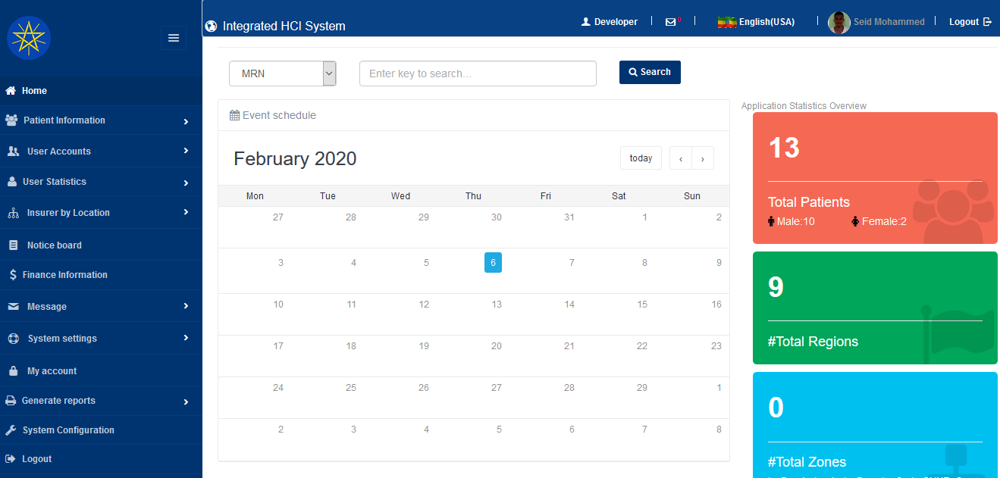 Integrated HCI System
Developer
0
English(USA)
Seid Mohammed
Logout
Home
Patient Information
User Accounts
User Statistics
Insurer by Location
Notice board
Finance Information
Message
System settings
My account
Generate reports
System Configuration
Logout
MRN
Enter key to search...
Search
Event schedule
February 2020
today
‹ ›
Mon Tue Wed Thu Fri Sat Sun
27 28 29 30 31 1 2
3 4 5 6 7 8 9
10 11 12 13 14 15 16
17 18 19 20 21 22 23
24 25 26 27 28 29 1
2 3 4 5 6 7 8
Application Statistics Overview
13
Total Patients
Male:10 Female:2
9
#Total Regions
0
#Total Zones